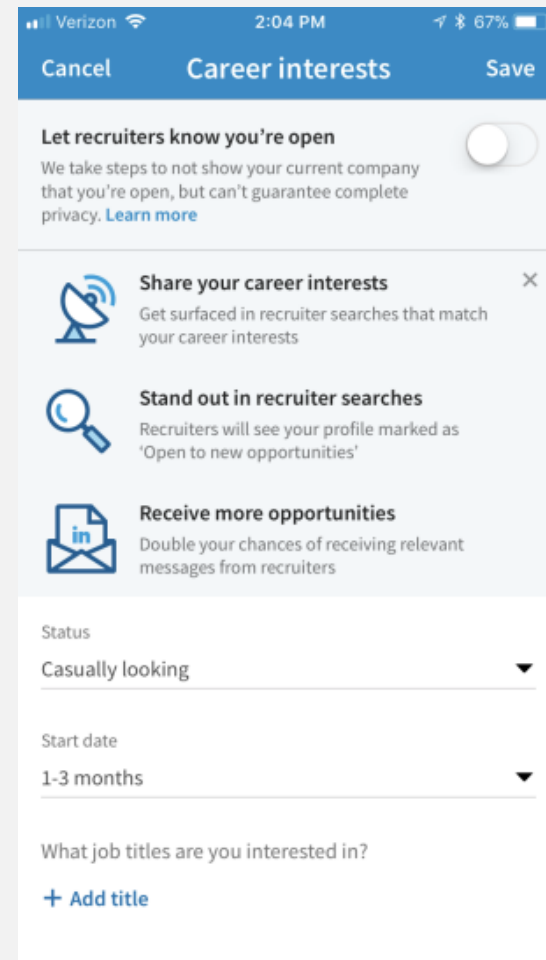 Verizon 2:04 PM 67%
Cancel Career interests Save
Let recruiters know you’re open
We take steps to not show your current company
that you’re open, but can’t guarantee complete
privacy. Learn more
Share your career interests
Get surfaced in recruiter searches that match
your career interests
Stand out in recruiter searches
Recruiters will see your profile marked as
‘Open to new opportunities’
in
Receive more opportunities
Double your chances of receiving relevant
messages from recruiters
Status
Casually looking
Start date
1-3 months
What job titles are you interested in?
+ Add title